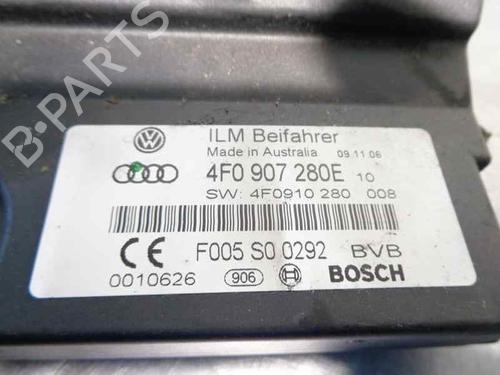 ILM Beifahrer
Made in Australia 09.11.06
4F0 907 280E 10
SW: 4F0910 280 008
F005 S0 0292 BVB
0010626 906 BOSCH
B-PARTS